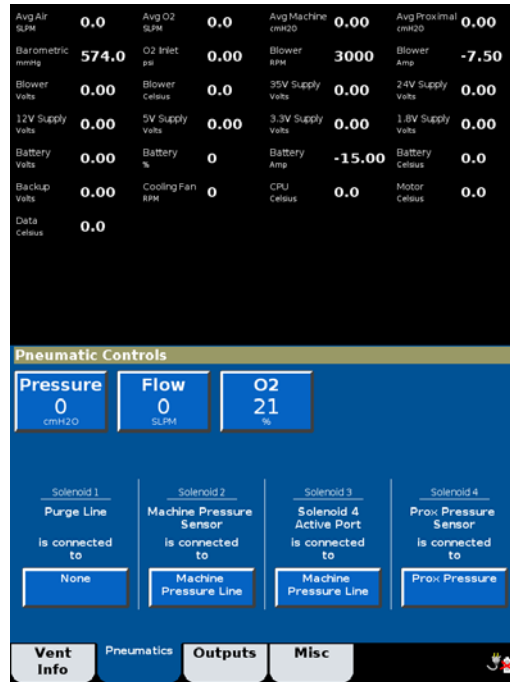 Avg Air 0.0 Avg O2 0.0 Avg Machine 0.00 Avg Proximal 0.00
SLPM SLPM cmH2O cmH2O
Barometric 574.0 O2 Inlet 0.00 Blower 3000 Blower -7.50
mmHg psi RPM Amp
Blower 0.00 Blower 0.0 35V Supply 0.00 24V Supply 0.00
Volts Celsius Volts Volts
12V Supply 0.00 5V Supply 0.00 3.3V Supply 0.00 1.8V Supply 0.00
Volts Volts Volts Volts
Battery 0.00 Battery 0 Battery -15.00 Battery 0.0
Volts % Amp Celsius
Backup 0.00 Cooling Fan 0 CPU 0.0 Motor 0.0
Volts RPM Celsius Celsius
Data 0.0
Celsius
Pneumatic Controls
Pressure Flow O2
0 0 21
cmH2O SLPM %
Solenoid 1 Solenoid 2 Solenoid 3 Solenoid 4
Purge Line Machine Pressure Solenoid 4 Prox Pressure
Sensor Active Port Sensor
is connected is connected is connected is connected
to to to to
None Machine Machine Prox Pressure
Pressure Line Pressure Line
Vent Pneumatics Outputs Misc
Info